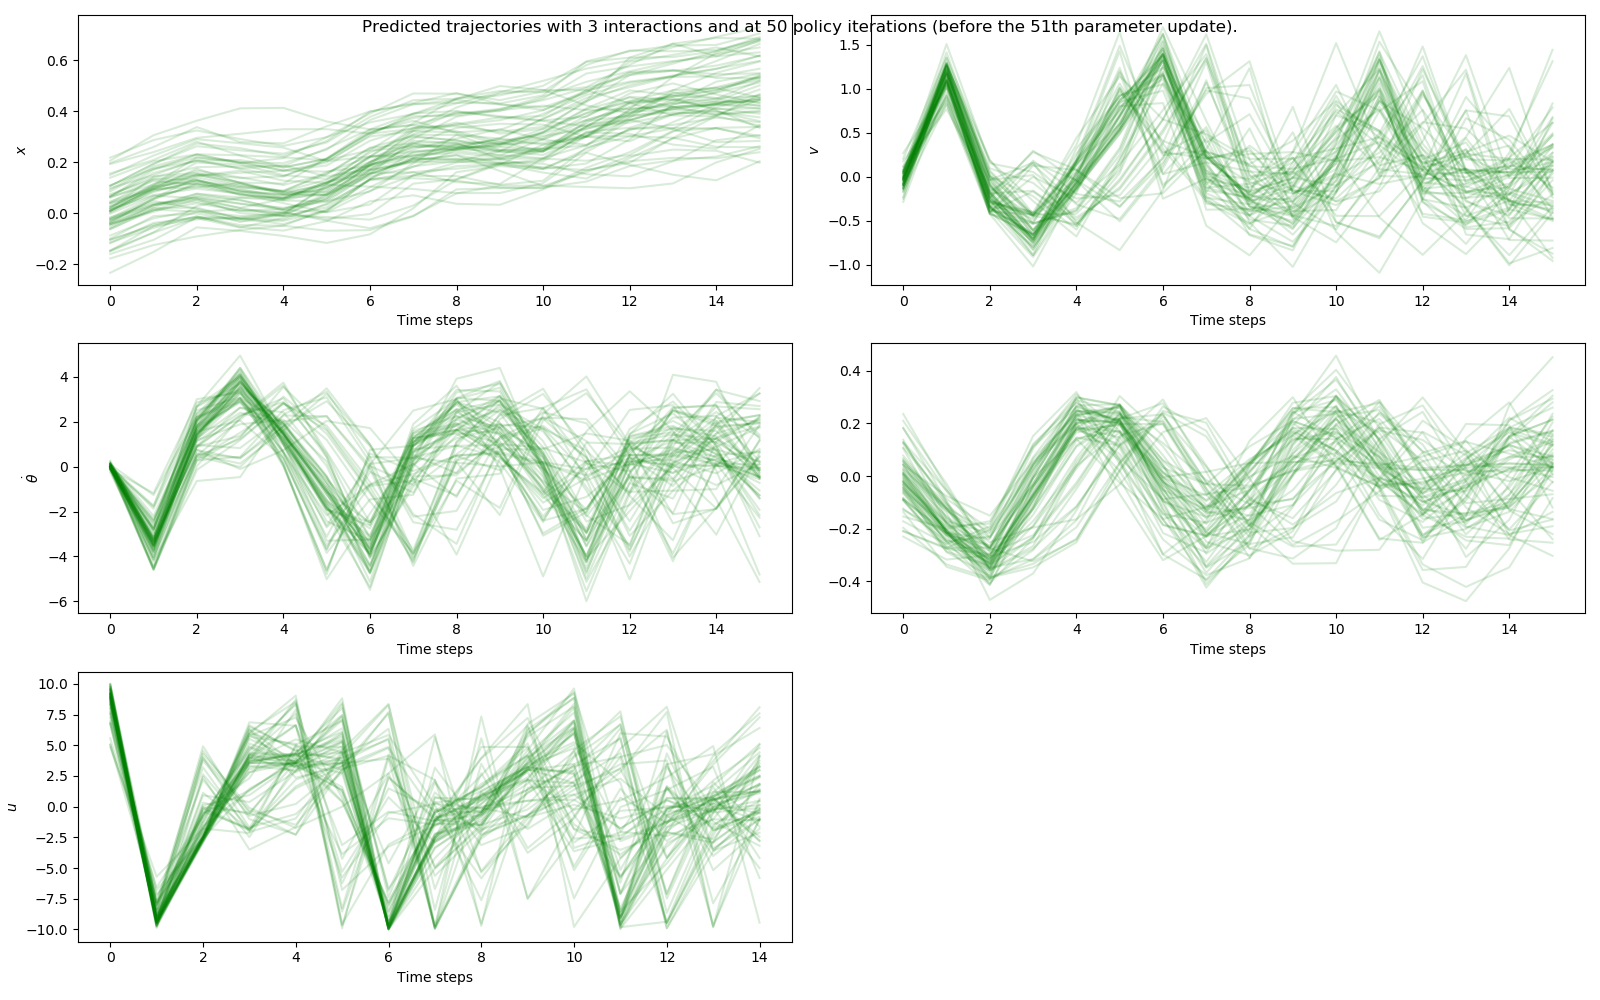 Predicted trajectories with 3 interactions and at 50 policy iterations (before the 51th parameter update).
0.6
0.4
0.2
0.0
−0.2
x
0 2 4 6 8 10 12 14
Time steps
1.5
1.0
0.5
0.0
−0.5
−1.0
v
0 2 4 6 8 10 12 14
Time steps
4
2
0
−2
−4
−6
θ̇
0 2 4 6 8 10 12 14
Time steps
0.4
0.2
0.0
−0.2
−0.4
θ
0 2 4 6 8 10 12 14
Time steps
10.0
7.5
5.0
2.5
0.0
−2.5
−5.0
−7.5
−10.0
u
0 2 4 6 8 10 12 14
Time steps